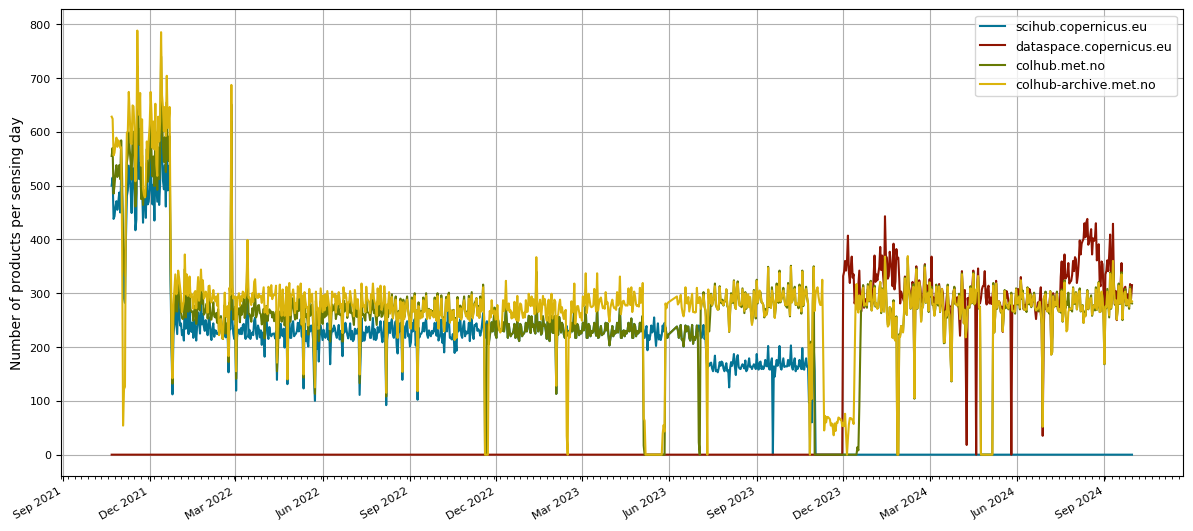 800
700
600
500
400
300
200
100
0
Number of products per sensing day
scihub.copernicus.eu
dataspace.copernicus.eu
colhub.met.no
colhub-archive.met.no
Sep 2021
Dec 2021
Mar 2022
Jun 2022
Sep 2022
Dec 2022
Mar 2023
Jun 2023
Sep 2023
Dec 2023
Mar 2024
Jun 2024
Sep 2024